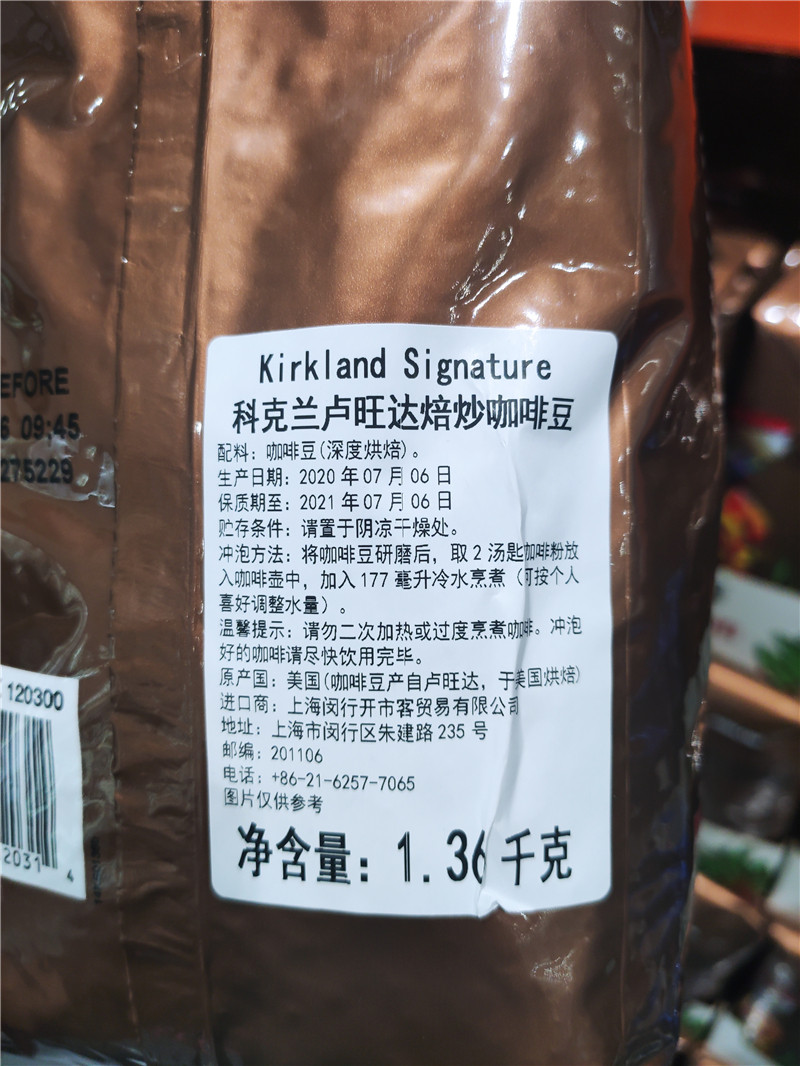 Kirkland Signature
科克兰卢旺达焙炒咖啡豆
配料：咖啡豆(深度烘焙)。
生产日期：2020 年 07 月 06 日
保质期至：2021 年 07 月 06 日
贮存条件：请置于阴凉干燥处。
冲泡方法：将咖啡豆研磨后，取 2 汤匙咖啡粉放
入咖啡壶中，加入 177 毫升冷水烹煮（可按个人
喜好调整水量）。
温馨提示：请勿二次加热或过度烹煮咖啡。冲泡
好的咖啡请尽快饮用完毕。
原产国：美国(咖啡豆产自卢旺达，于美国烘焙)
进口商：上海闵行开市客贸易有限公司
地址：上海市闵行区朱建路 235 号
邮编：201106
电话：+86-21-6257-7065
图片仅供参考
净含量：1.36 千克
EFORE
6 09:45
275229
120300
2031 4